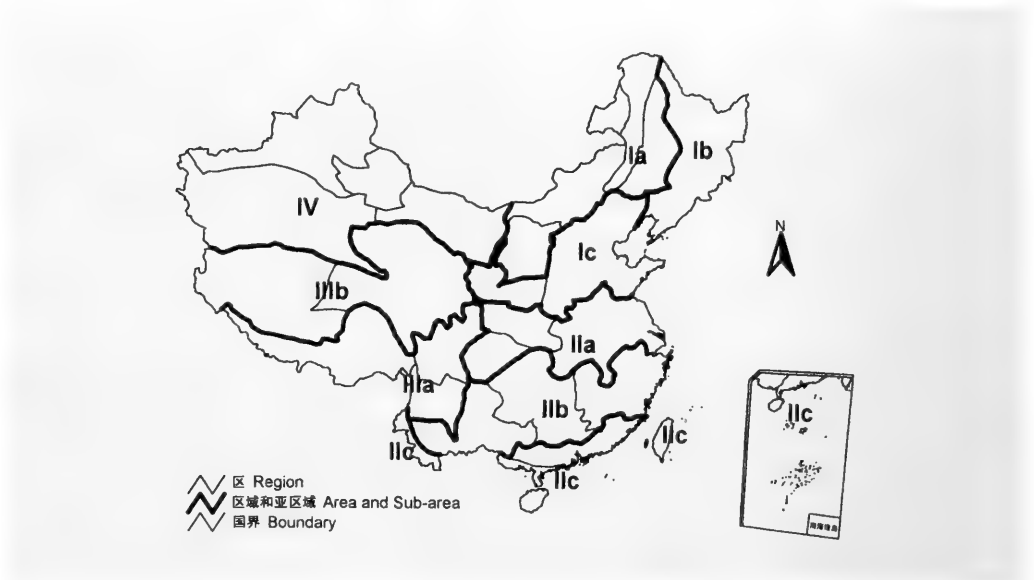 Ia
Ib
IV
Ic
IIIb
IIa
IIIa
IIb
IIc
IIc
IIc
IIc
N
区 Region
区域和亚区域 Area and Sub-area
国界 Boundary